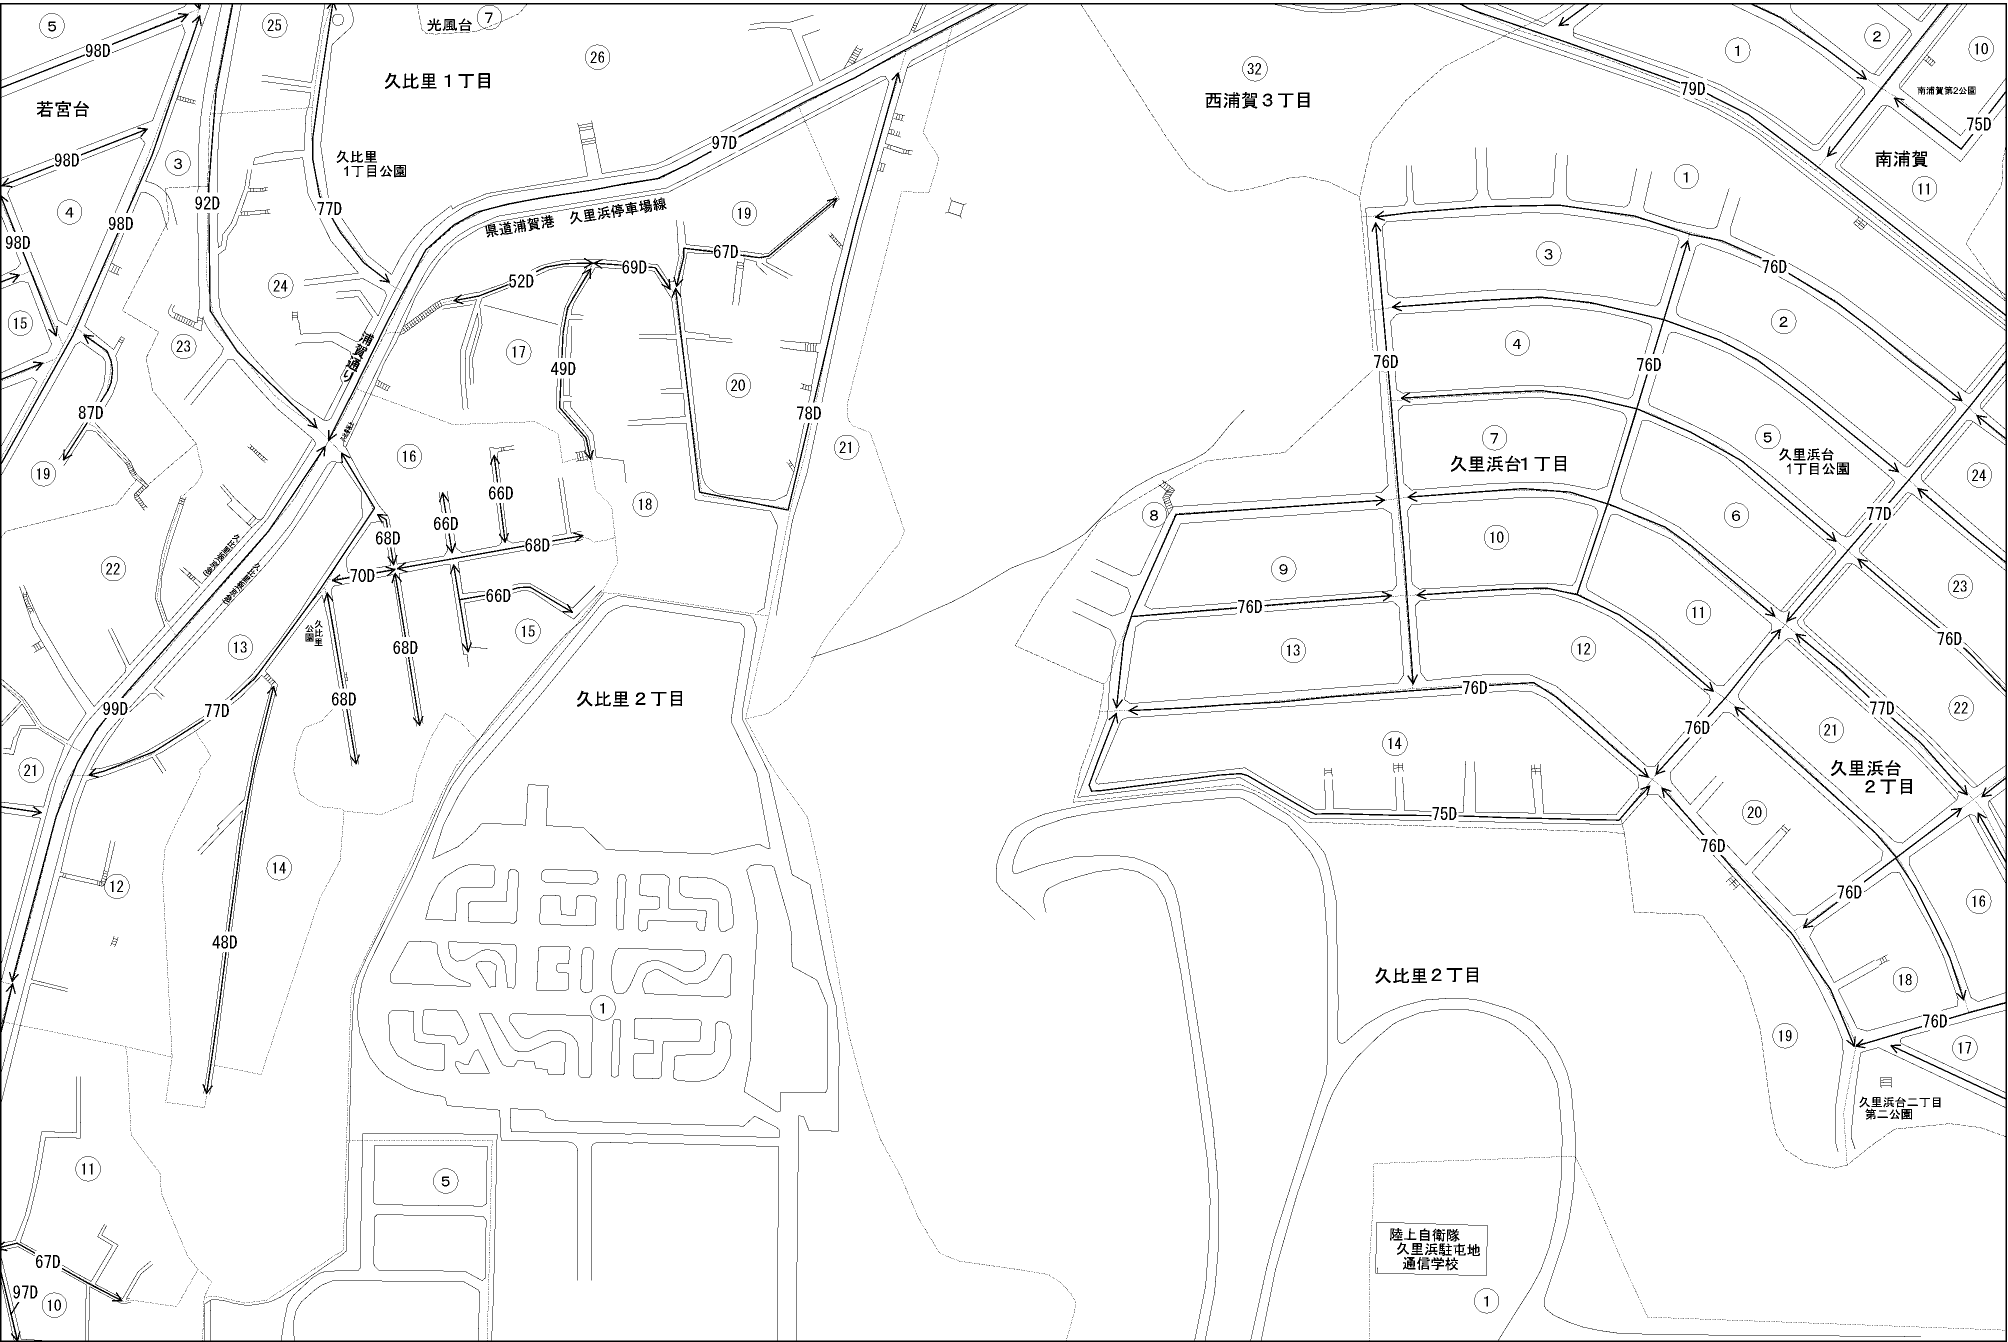 ⑤
98D
㉕
光風台
⑦
久比里1丁目
㉖
若宮台
98D
③
久比里
1丁目公園
97D
④
92D
98D
77D
98D
県道浦賀港 久里浜停車場線
⑲
67D
㉔
52D
69D
⑮
㉓
浦賀通り
⑰
49D
⑳
87D
78D
⑲
⑯
㉑
66D
⑱
66D
68D
68D
㉒
70D
66D
⑮
久比里
公園
⑬
68D
68D
99D
77D
久比里2丁目
㉑
⑭
⑫
48D
①
⑪
⑤
67D
97D
⑩
㉜
西浦賀3丁目
79D
①
②
⑩
南浦賀第2公園
75D
南浦賀
⑪
①
③
76D
②
④
76D
76D
⑦
久里浜台1丁目
⑤
久里浜台
1丁目公園
㉔
⑧
⑥
77D
⑩
⑨
㉓
76D
⑪
76D
⑬
⑫
76D
77D
㉒
76D
㉑
⑭
久里浜台
2丁目
75D
⑳
76D
76D
⑯
久比里2丁目
⑱
76D
⑲
⑰
久里浜台二丁目
第二公園
陸上自衛隊
久里浜駐屯地
通信学校
①